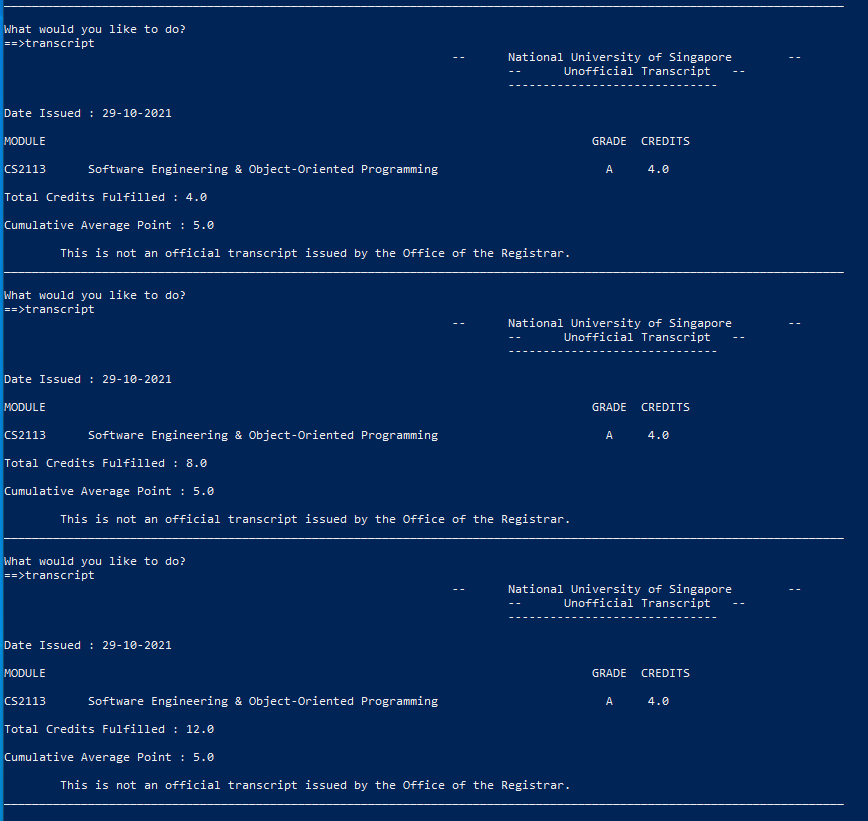 What would you like to do?
==>transcript
-- National University of Singapore --
-- Unofficial Transcript --
------------------------------
Date Issued : 29-10-2021
MODULE GRADE CREDITS
CS2113 Software Engineering & Object-Oriented Programming A 4.0
Total Credits Fulfilled : 4.0
Cumulative Average Point : 5.0
This is not an official transcript issued by the Office of the Registrar.
What would you like to do?
==>transcript
-- National University of Singapore --
-- Unofficial Transcript --
------------------------------
Date Issued : 29-10-2021
MODULE GRADE CREDITS
CS2113 Software Engineering & Object-Oriented Programming A 4.0
Total Credits Fulfilled : 8.0
Cumulative Average Point : 5.0
This is not an official transcript issued by the Office of the Registrar.
What would you like to do?
==>transcript
-- National University of Singapore --
-- Unofficial Transcript --
------------------------------
Date Issued : 29-10-2021
MODULE GRADE CREDITS
CS2113 Software Engineering & Object-Oriented Programming A 4.0
Total Credits Fulfilled : 12.0
Cumulative Average Point : 5.0
This is not an official transcript issued by the Office of the Registrar.